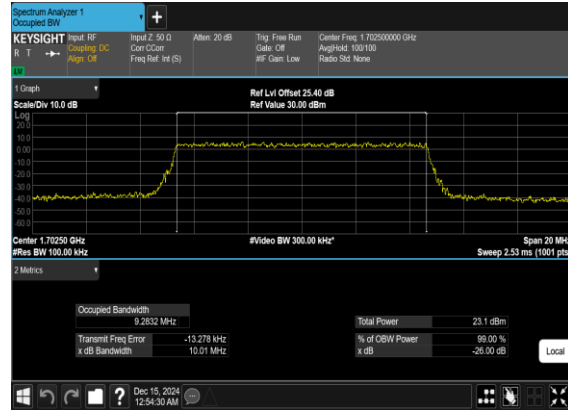 Spectrum Analyzer 1
Occupied BW
+
KEYSIGHT Input: RF Input Z: 50 Ω Atten: 20 dB Trig: Free Run Center Freq: 1.702500000 GHz
R T Coupling: DC Corr CCorr Gate: Off Avg|Hold: 100/100
Align: Off Freq Ref: Int (S) #IF Gain: Low Radio Std: None
LXI
1 Graph
Ref Lvl Offset 25.40 dB
Scale/Div 10.0 dB Ref Value 30.00 dBm
Log
20.0
10.0
0.00
-10.0
-20.0
-30.0
-40.0
-50.0
-60.0
Center 1.70250 GHz #Video BW 300.00 kHz* Span 20 MHz
#Res BW 100.00 kHz Sweep 2.53 ms (1001 pts
2 Metrics
Occupied Bandwidth
9.2832 MHz Total Power 23.1 dBm
Transmit Freq Error -13.278 kHz % of OBW Power 99.00 %
x dB Bandwidth 10.01 MHz x dB -26.00 dB
Local
? Dec 15, 2024
12:54:30 AM